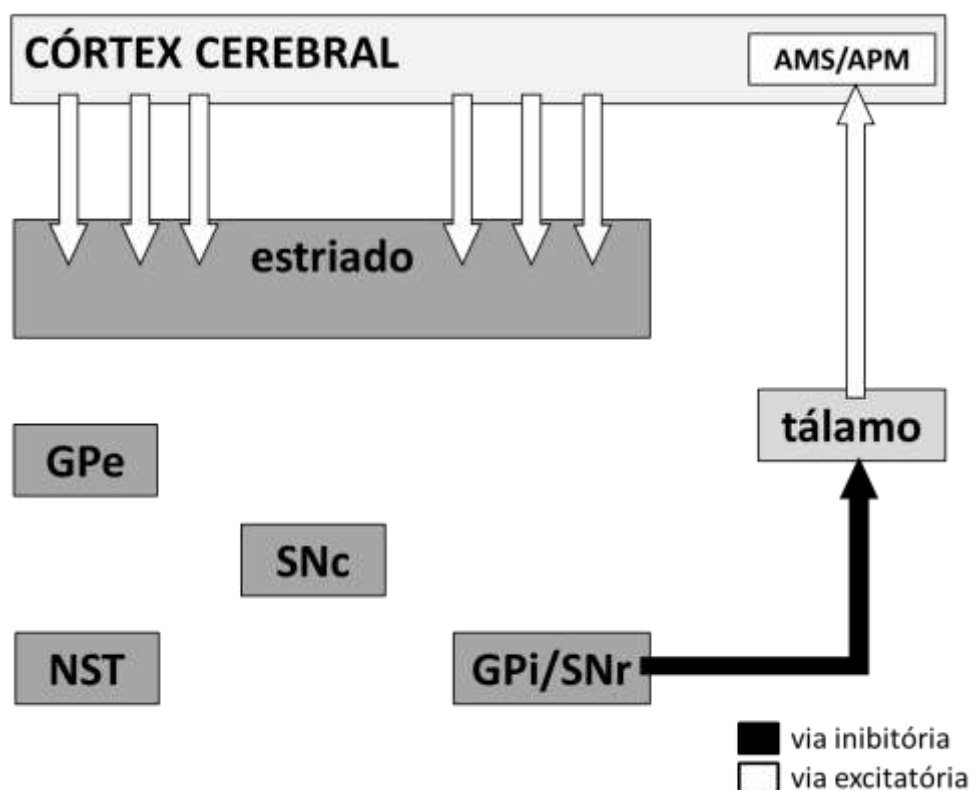 CÓRTEX CEREBRAL
AMS/APM
estriado
tálamo
GPe
SNc
NST
GPi/SNr
via inibitória
via excitatória